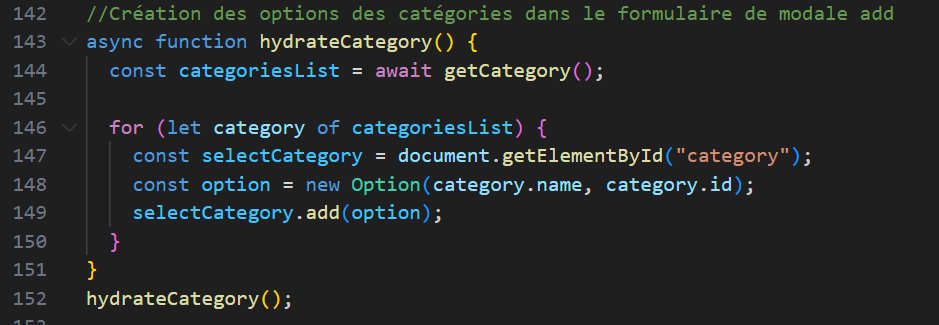 142 //Création des options des catégories dans le formulaire de modale add
143 async function hydrateCategory() {
144 const categoriesList = await getCategory();
145
146 for (let category of categoriesList) {
147 const selectCategory = document.getElementById("category");
148 const option = new Option(category.name, category.id);
149 selectCategory.add(option);
150 }
151 }
152 hydrateCategory();